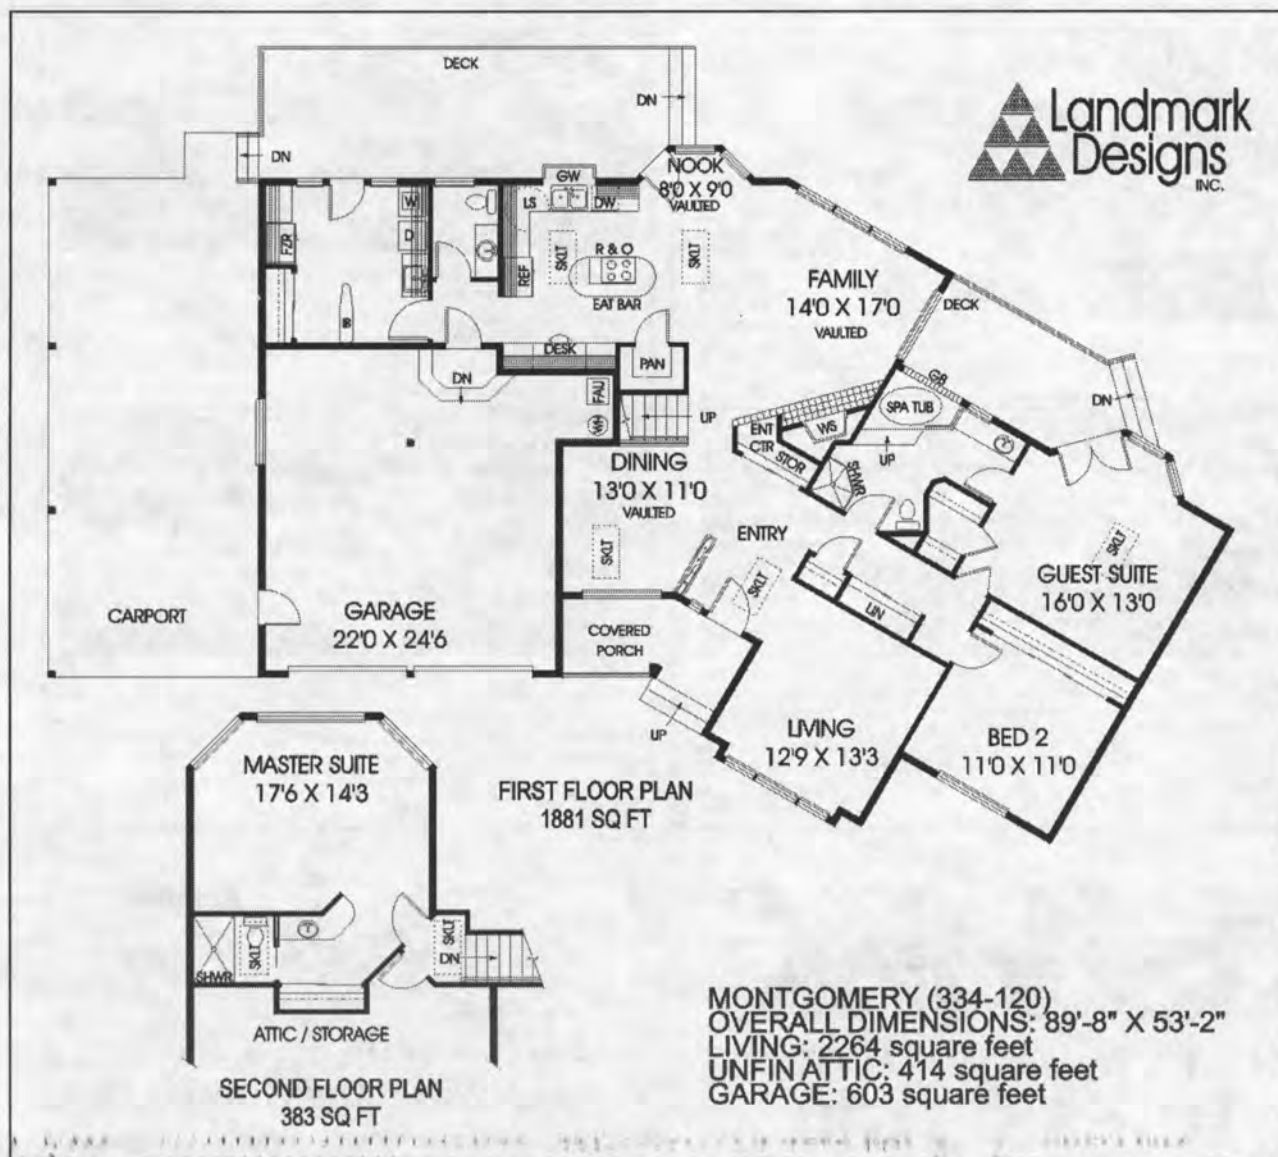 DECK
DN
Landmark
Designs
INC.
DN
NOOK
8'0 X 9'0
VAULTED
GW
LS
DW
W
D
FZR
REF
SKLT
R & O
SKLT
EAT BAR
FAMILY
14'0 X 17'0
VAULTED
DECK
DESK
PAN
DN
FAU
WH
UP
GB
SPA TUB
DN
ENT
CTR
WS
STOR
UP
SHWR
DINING
13'0 X 11'0
VAULTED
SKLT
ENTRY
SKLT
SKLT
GUEST SUITE
16'0 X 13'0
LIN
CARPORT
GARAGE
22'0 X 24'6
COVERED
PORCH
UP
LIVING
12'9 X 13'3
BED 2
11'0 X 11'0
MASTER SUITE
17'6 X 14'3
FIRST FLOOR PLAN
1881 SQ FT
SHWR
SKLT
SKLT
DN
ATTIC / STORAGE
SECOND FLOOR PLAN
383 SQ FT
MONTGOMERY (334-120)
OVERALL DIMENSIONS: 89'-8" X 53'-2"
LIVING: 2264 square feet
UNFIN ATTIC: 414 square feet
GARAGE: 603 square feet